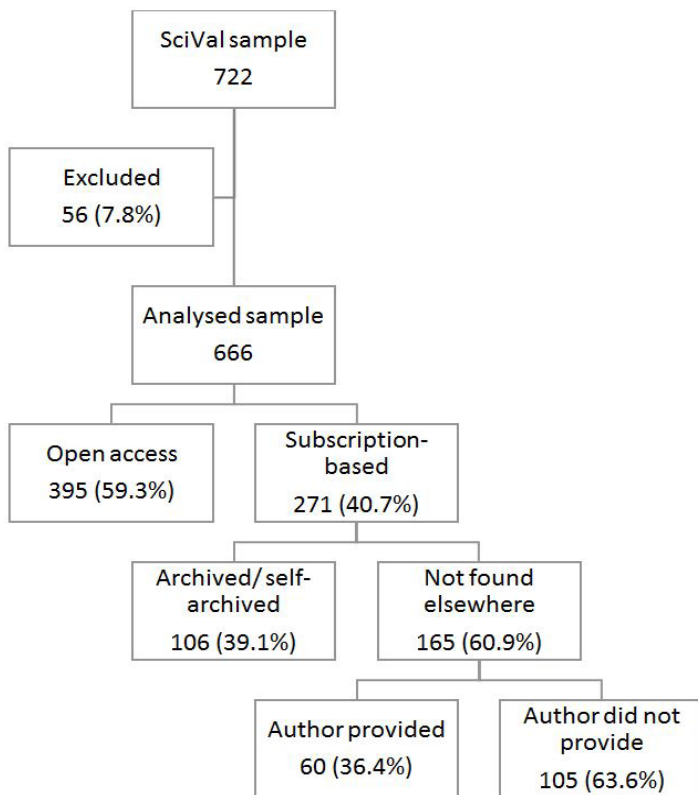 SciVal sample
722
Excluded
56 (7.8%)
Analysed sample
666
Open access
395 (59.3%)
Subscription-
based
271 (40.7%)
Archived/ self-
archived
106 (39.1%)
Not found
elsewhere
165 (60.9%)
Author provided
60 (36.4%)
Author did not
provide
105 (63.6%)